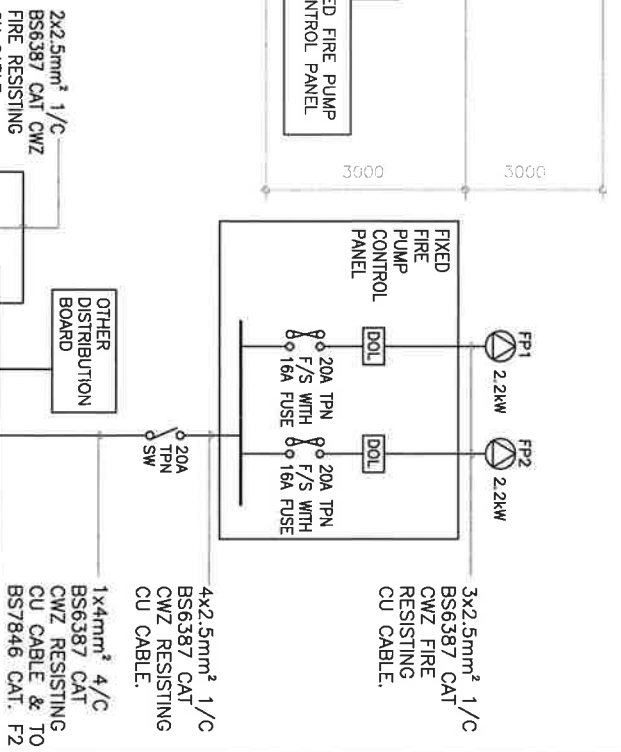 2x2.5mm² 1/C
BS6387 CAT CWZ
FIRE RESISTING
ED FIRE PUMP
NTROL PANEL
3000
3000
FIXED
FIRE
PUMP
CONTROL
PANEL
FP1
2.2kW
FP2
2.2kW
DOL
DOL
20A TPN
F/S WITH
16A FUSE
20A TPN
F/S WITH
16A FUSE
OTHER
DISTRIBUTION
BOARD
20A
TPN
SW
3x2.5mm² 1/C
BS6387 CAT
CWZ FIRE
RESISTING
CU CABLE.
4x2.5mm² 1/C
BS6387 CAT
CWZ RESISTING
CU CABLE.
1x4mm² 4/C
BS6387 CAT
CWZ RESISTING
CU CABLE & TO
BS7846 CAT. F2